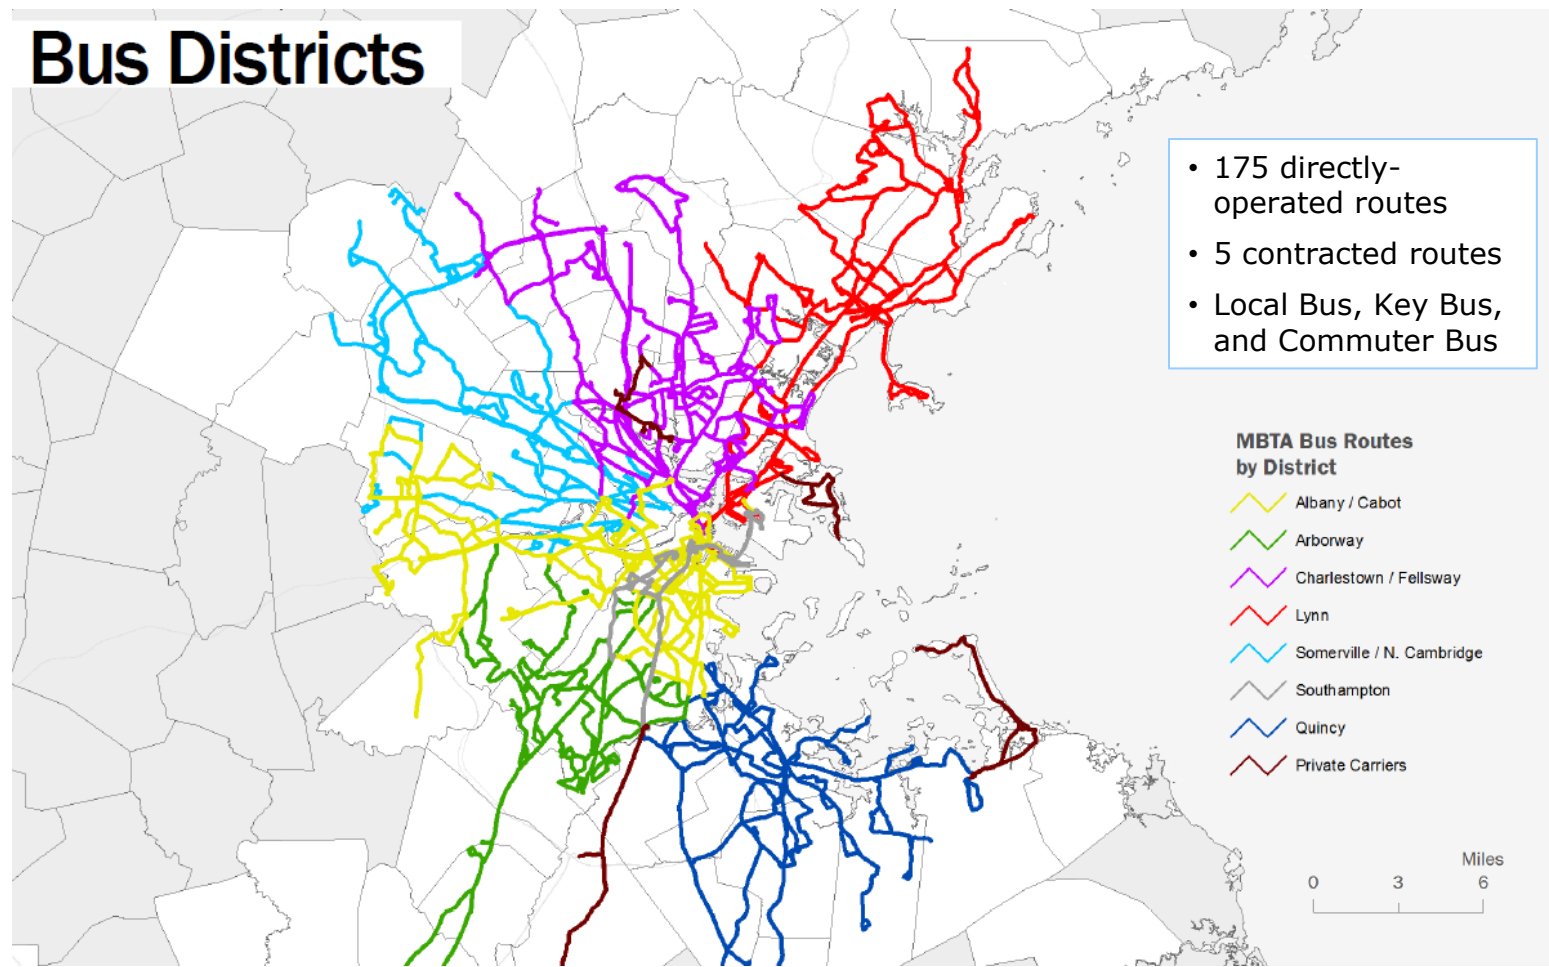 Bus Districts
• 175 directly-
operated routes
• 5 contracted routes
• Local Bus, Key Bus,
and Commuter Bus
MBTA Bus Routes
by District
Albany / Cabot
Arborway
Charlestown / Fellsway
Lynn
Somerville / N. Cambridge
Southampton
Quincy
Private Carriers
Miles
0 3 6